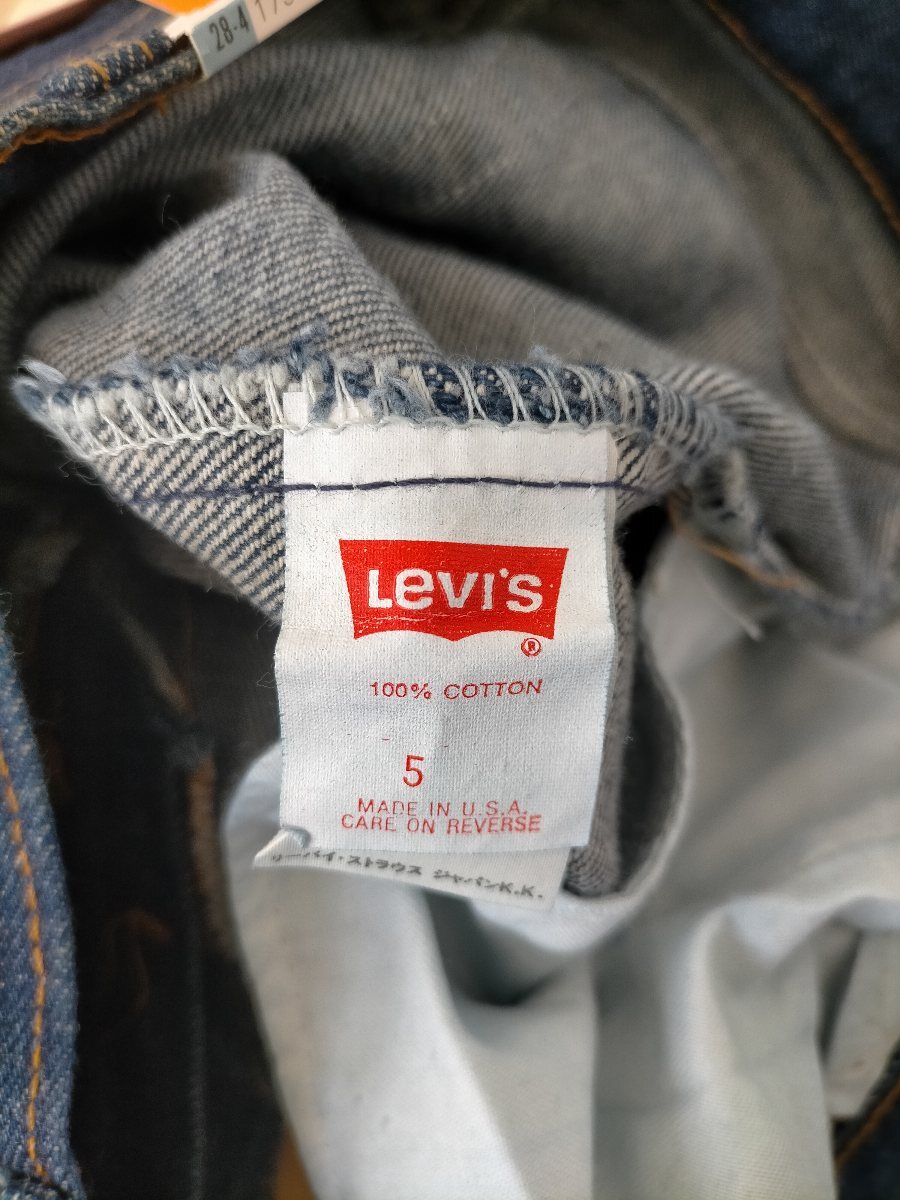 28-4
LEVI'S
®
100% COTTON
5
MADE IN U.S.A.
CARE ON REVERSE
リーバイ・ストラウス ジャパンK.K.